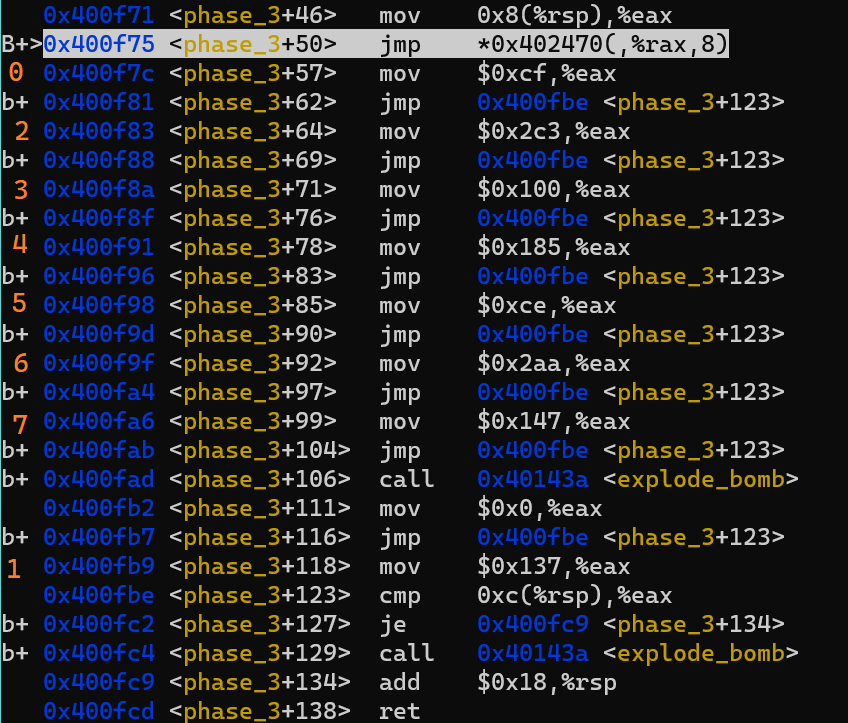 0x400f71 <phase_3+46> mov 0x8(%rsp),%eax
B+>0x400f75 <phase_3+50> jmp *0x402470(,%rax,8)
0 0x400f7c <phase_3+57> mov $0xcf,%eax
b+ 0x400f81 <phase_3+62> jmp 0x400fbe <phase_3+123>
2 0x400f83 <phase_3+64> mov $0x2c3,%eax
b+ 0x400f88 <phase_3+69> jmp 0x400fbe <phase_3+123>
3 0x400f8a <phase_3+71> mov $0x100,%eax
b+ 0x400f8f <phase_3+76> jmp 0x400fbe <phase_3+123>
4 0x400f91 <phase_3+78> mov $0x185,%eax
b+ 0x400f96 <phase_3+83> jmp 0x400fbe <phase_3+123>
5 0x400f98 <phase_3+85> mov $0xce,%eax
b+ 0x400f9d <phase_3+90> jmp 0x400fbe <phase_3+123>
6 0x400f9f <phase_3+92> mov $0x2aa,%eax
b+ 0x400fa4 <phase_3+97> jmp 0x400fbe <phase_3+123>
7 0x400fa6 <phase_3+99> mov $0x147,%eax
b+ 0x400fab <phase_3+104> jmp 0x400fbe <phase_3+123>
b+ 0x400fad <phase_3+106> call 0x40143a <explode_bomb>
0x400fb2 <phase_3+111> mov $0x0,%eax
b+ 0x400fb7 <phase_3+116> jmp 0x400fbe <phase_3+123>
1 0x400fb9 <phase_3+118> mov $0x137,%eax
0x400fbe <phase_3+123> cmp 0xc(%rsp),%eax
b+ 0x400fc2 <phase_3+127> je 0x400fc9 <phase_3+134>
b+ 0x400fc4 <phase_3+129> call 0x40143a <explode_bomb>
0x400fc9 <phase_3+134> add $0x18,%rsp
0x400fcd <phase_3+138> ret